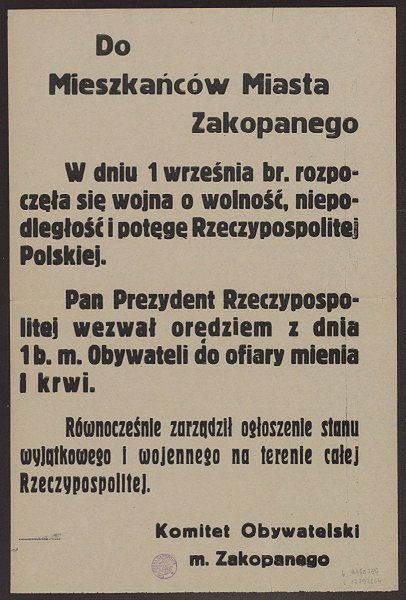 Do
Mieszkańców Miasta
Zakopanego
W dniu 1 września br. rozpo-
częła się wojna o wolność, niepo-
dległość i potęgę Rzeczypospolitej
Polskiej.
Pan Prezydent Rzeczypospo-
litej wezwał orędziem z dnia
1 b. m. Obywateli do ofiary mienia
i krwi.
Równocześnie zarządził ogłoszenie stanu
wyjątkowego i wojennego na terenie całej
Rzeczypospolitej.
Komitet Obywatelski
m. Zakopanego